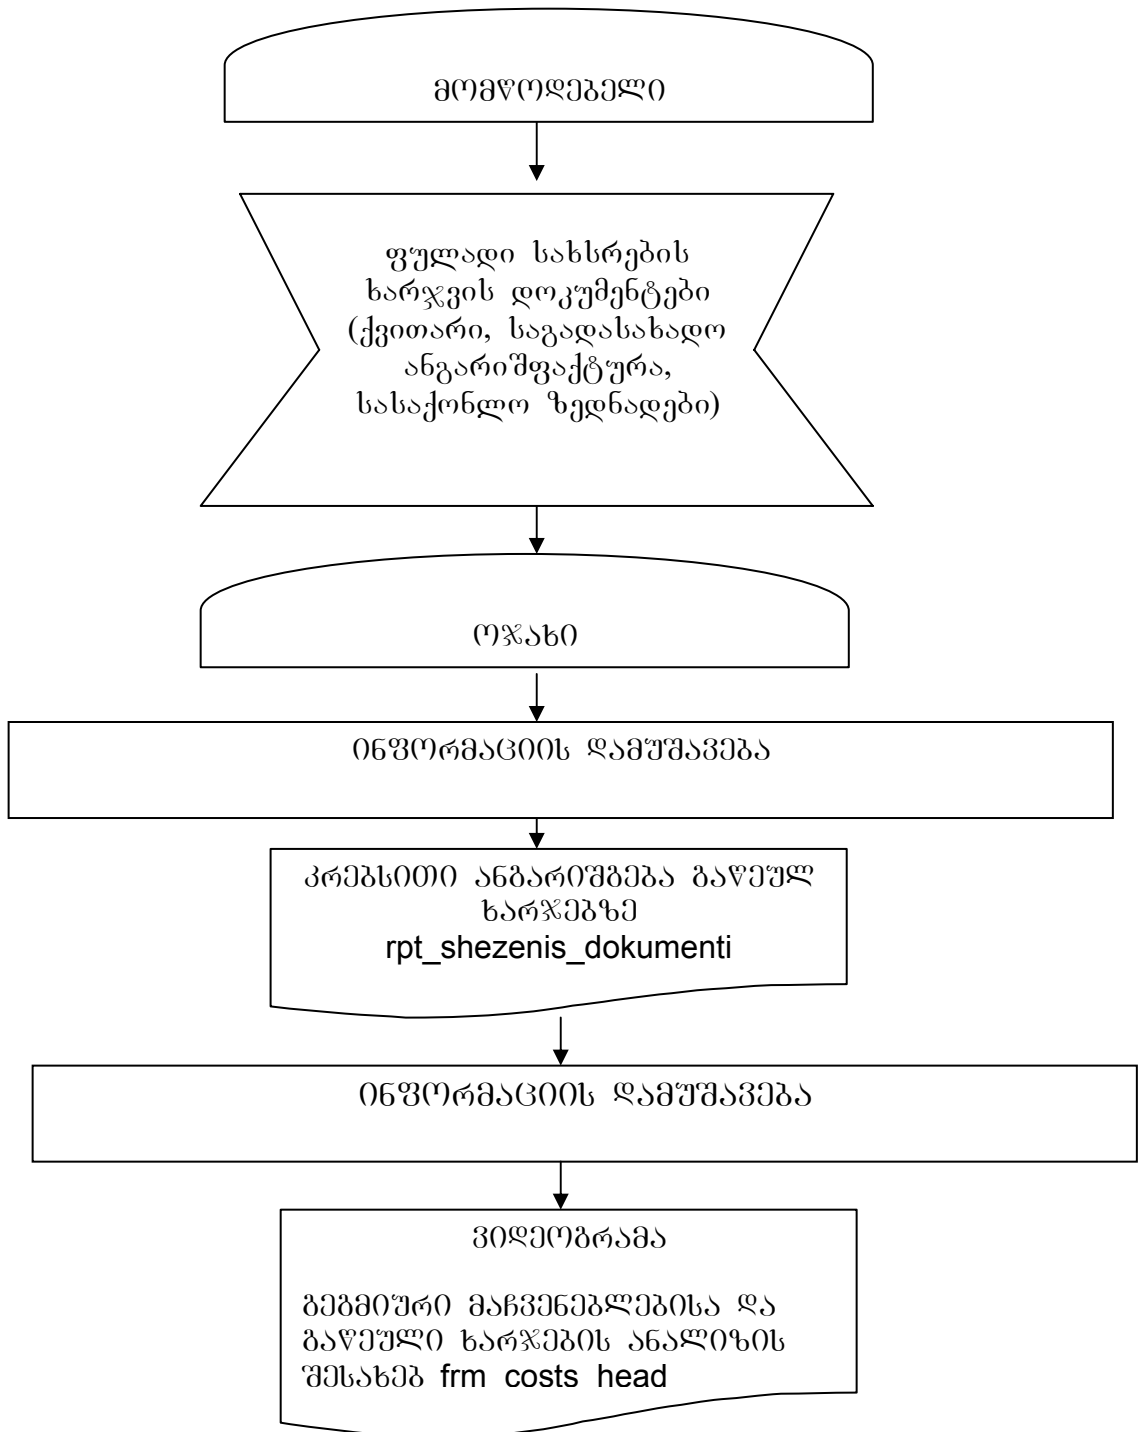 მომწოდებელი
ფულადი სახსრების
ხარჯვის დოკუმენტები
(ქვითარი, საგადასახადო
ანგარიშფაქტურა,
სასაქონლო ზედნადები)
ოჯახი
ინფორმაციის დამუშავება
კრებსითი ანგარიშგება გაწეულ
ხარჯებზე
rpt_shezenis_dokumenti
ინფორმაციის დამუშავება
ვიდეოგრამა
გეგმიური მაჩვენებლებისა და
გაწეული ხარჯების ანალიზის
შესახებ frm costs head